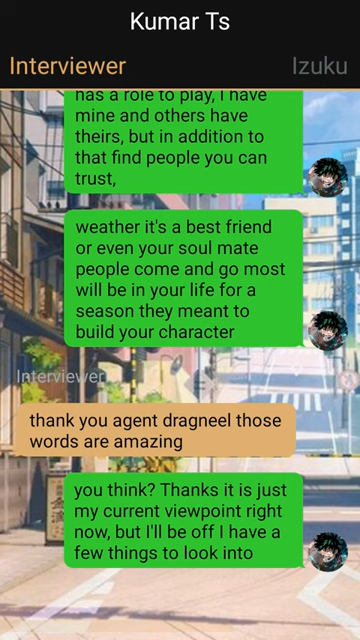 Kumar Ts
Interviewer Izuku
has a role to play, I have
mine and others have
theirs, but in addition to
that find people you can
trust,
weather it's a best friend
or even your soul mate
people come and go most
will be in your life for a
season they meant to
build your character
Interviewer
thank you agent dragneel those
words are amazing
you think? Thanks it is just
my current viewpoint right
now, but I'll be off I have a
few things to look into